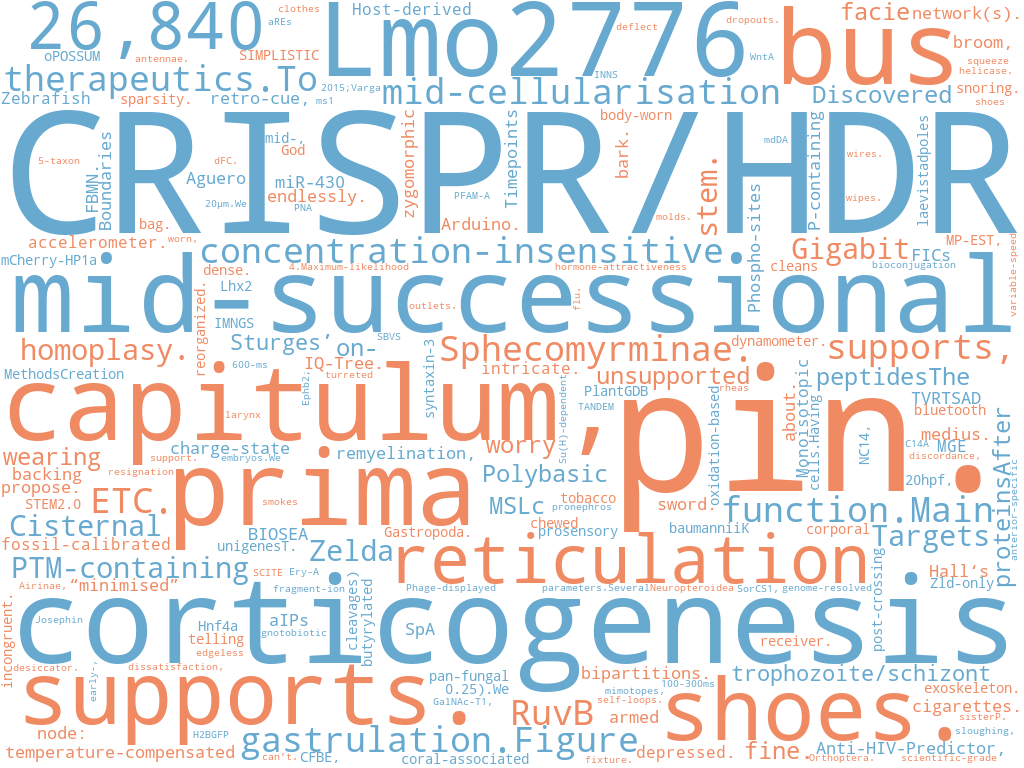 26,840
Lmo2776
bus
clothes
aREs
Host-derived
deflect
dropouts.
facie
network(s).
oPOSSUM
antennae.
SIMPLISTIC
WntA
broom,
squeeze
helicase.
therapeutics.To
INNS
mid-cellularisation
Discovered
snoring.
shoes
Zebrafish
sparsity.
retro-cue,
ms1
2015;Varga
body-worn
CRISPR/HDR
5-taxon
FBMN.
Boundaries
dFC.
Aguero
mid-,
God
miR-430
endlessly.
20µm.We
PNA
zygomorphic
PFAM-A
Timepoints
bark.
mdDA
P-containing
wires.
wipes.
laevistadpoles
bag.
Arduino.
molds.
stem.
Phospho-sites
accelerometer.
worn,
concentration-insensitive
Gigabit
MP-EST,
FICs
mCherry-HP1a
dense.
4.Maximum-likelihood
hormone-attractiveness
cleans
bioconjugation
variable-speed
mid-successional
reorganized.
Lhx2
IMNGS
outlets.
flu.
homoplasy.
Sturges’
on-
SBVS
Sphecomyrminae.
dynamometer.
supports,
MethodsCreation
600-ms
IQ-Tree.
turreted
syntaxin-3
intricate.
unsupported
rheas
about.
Monoisotopic
peptidesThe
capitulum,
larynx
Ephb2,
PlantGDB
TANDEM
Su(H)-dependent
oxidation-based
pin.
cells.Having
TVRTSAD
bluetooth
NC14,
C14A
MGE
medius.
discordance,
wearing
charge-state
worry
backing
resignation
support.
embryos.We
remyelination,
Polybasic
20hpf,
proteinsAfter
anterior-specific
propose.
STEM2.0
ETC.
prima
smokes
MSLc
tobacco
pronephros
sword.
function.Main
Cisternal
BIOSEA
Gastropoda.
chewed
prosensory
baumanniiK
corporal
Targets
fossil-calibrated
unigenesT.
Zelda
reticulation
Hall‘s
PTM-containing
SCITE
Ery-A
Zld-only
Airinae,
“minimised”
fragment-ion
cleavages)
butyrylated
Phage-displayed
parameters.Several
Neuropteroidea
SorCS1,
genome-resolved
post-crossing
corticogenesis
incongruent.
Josephin
Hnf4a
telling
edgeless
aIPs
gnotobiotic
SpA
receiver.
desiccator.
early-,
dissatisfaction,
pan-fungal
0.25).We
bipartitions.
trophozoite/schizont
supports.
GalNAc-T1,
mimotopes,
100-300ms
self-loops.
shoes.
exoskeleton.
cigarettes.
sisterP.
RuvB
armed
node:
H2BGFP
gastrulation.Figure
sloughing,
temperature-compensated
can’t.
CFBE,
coral-associated
fixture.
depressed.
fine.
Orthoptera.
Anti-HIV-Predictor,
scientific-grade